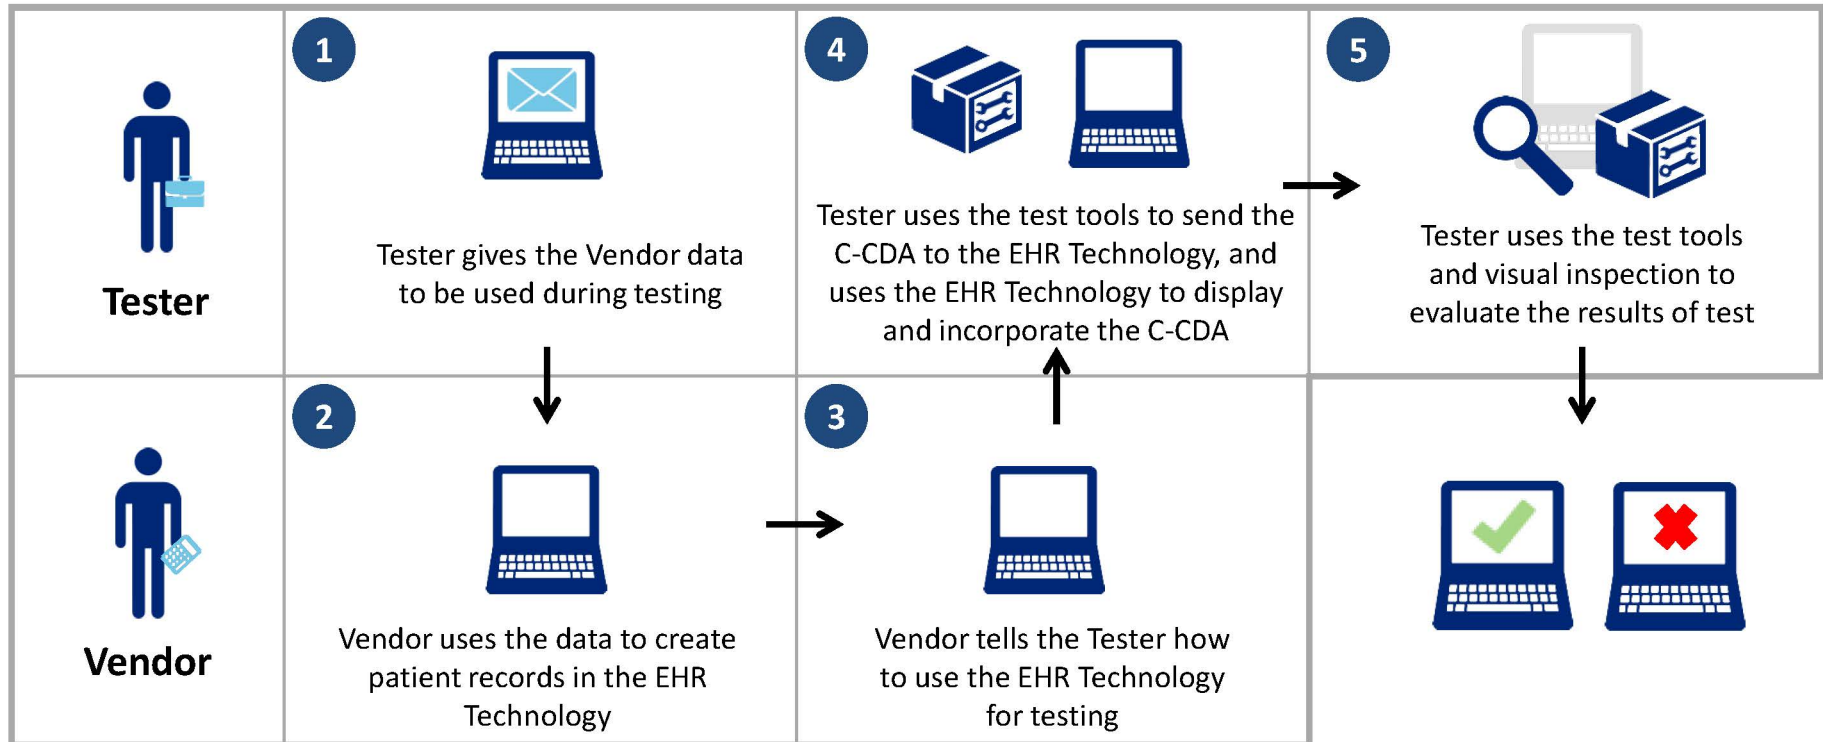 Tester
1
Tester gives the Vendor data
to be used during testing
4
Tester uses the test tools to send the
C-CDA to the EHR Technology, and
uses the EHR Technology to display
and incorporate the C-CDA
5
Tester uses the test tools
and visual inspection to
evaluate the results of test
Vendor
2
Vendor uses the data to create
patient records in the EHR
Technology
3
Vendor tells the Tester how
to use the EHR Technology
for testing